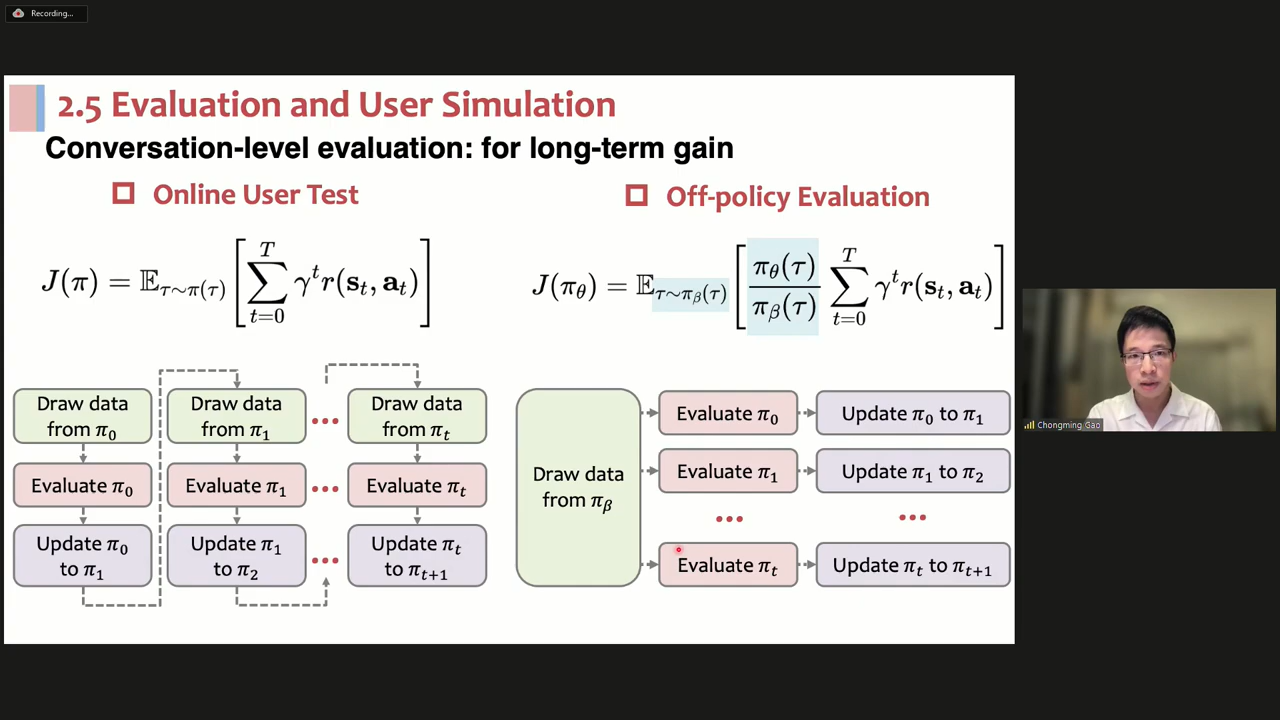 Recording...
2.5 Evaluation and User Simulation
Conversation-level evaluation: for long-term gain
Online User Test
Off-policy Evaluation
J(π) = 𝔼_{τ∼π(τ)} [ ∑_{t=0}^{T} γ^t r(s_t, a_t) ]
J(π_θ) = 𝔼_{τ∼π_β(τ)} [ π_θ(τ) / π_β(τ) ∑_{t=0}^{T} γ^t r(s_t, a_t) ]
Draw data
from π_0
Evaluate π_0
Update π_0
to π_1
Draw data
from π_1
Evaluate π_1
Update π_1
to π_2
...
...
...
Draw data
from π_t
Evaluate π_t
Update π_t
to π_{t+1}
Draw data
from π_β
Evaluate π_0
Update π_0 to π_1
Evaluate π_1
Update π_1 to π_2
...
...
Evaluate π_t
Update π_t to π_{t+1}
Chongming Gao